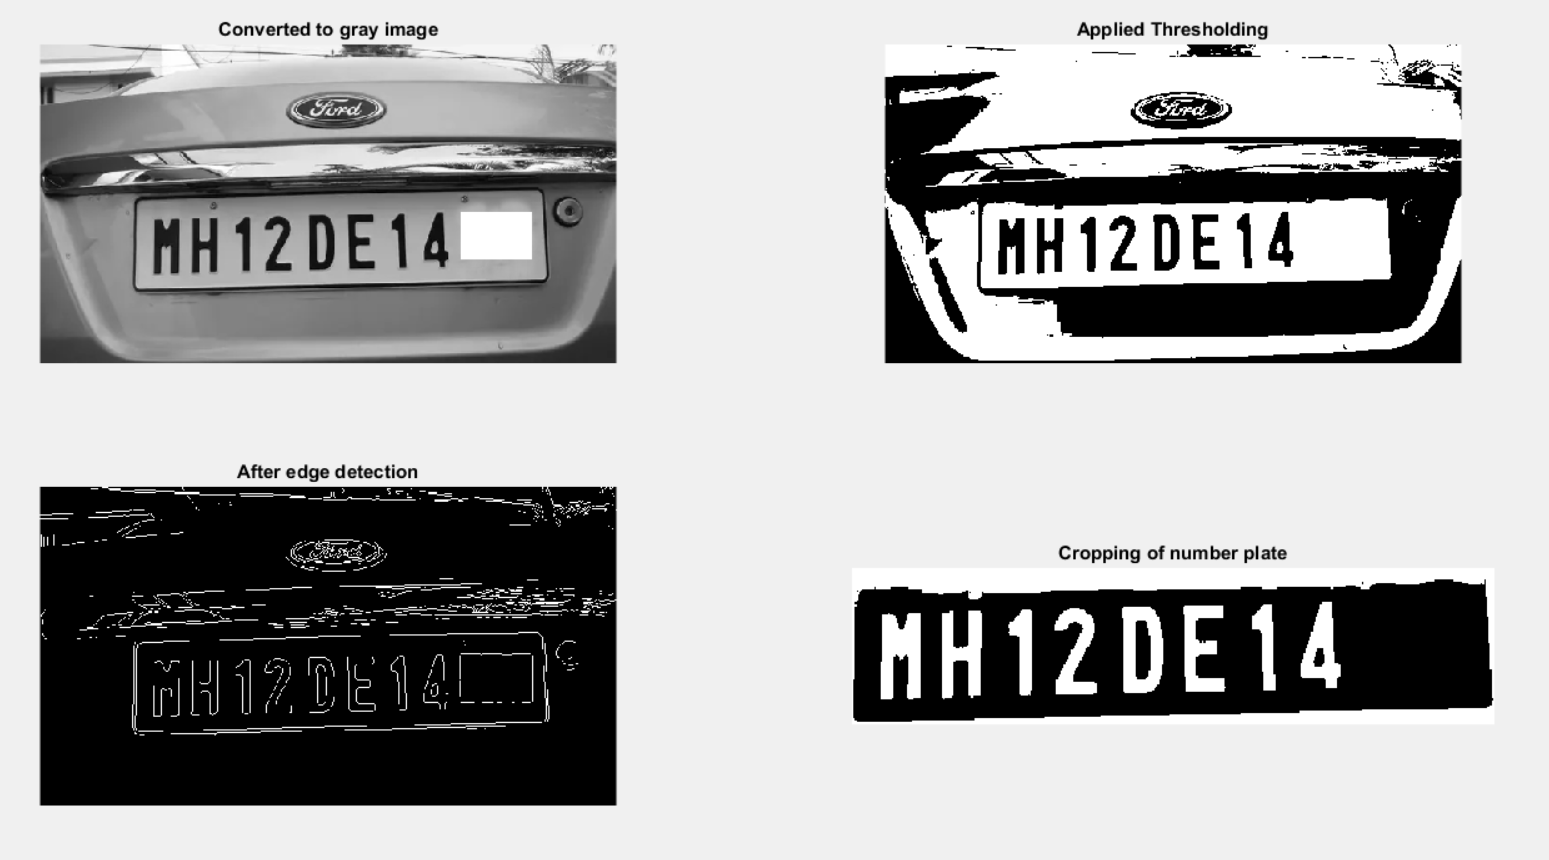 Converted to gray image
Ford
MH12DE14
Applied Thresholding
Ford
MH12DE14
After edge detection
Ford
MH12DE14
Cropping of number plate
MH12DE14